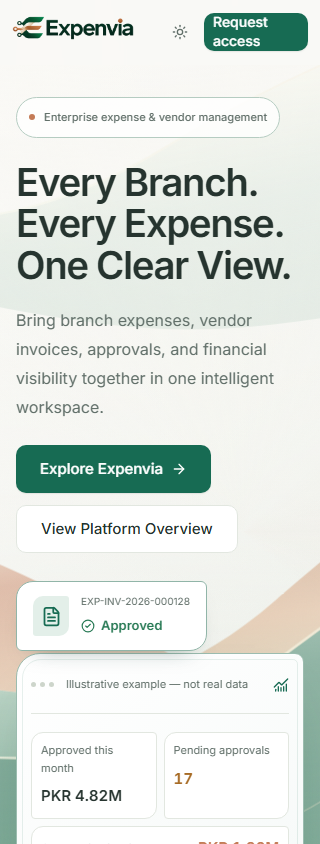 Expenvia
Request
access
Enterprise expense & vendor management
Every Branch.
Every Expense.
One Clear View.
Bring branch expenses, vendor
invoices, approvals, and financial
visibility together in one intelligent
workspace.
Explore Expenvia →
View Platform Overview
EXP-INV-2026-000128
Approved
Illustrative example — not real data
Approved this
month
PKR 4.82M
Pending approvals
17